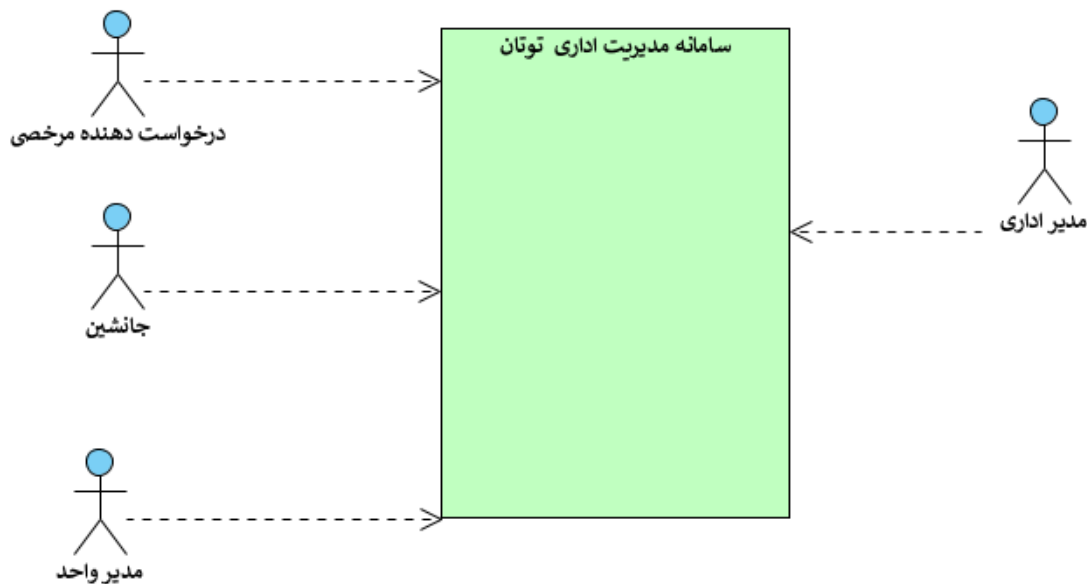 سامانه مدیریت اداری توتان
درخواست دهنده مرخصی
مدیر اداری
جانشین
مدیر واحد